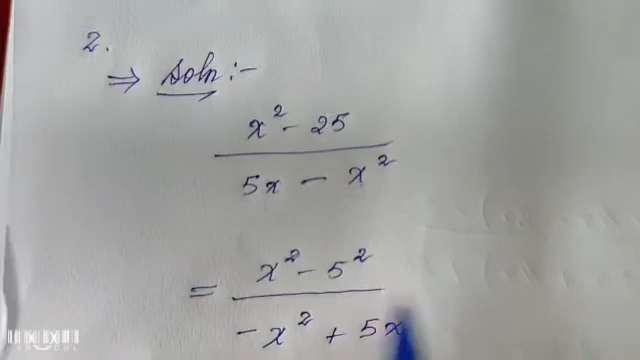 2.
⇒ Soln:-
x² - 25
5x - x²
= x² - 5²
-x² + 5x